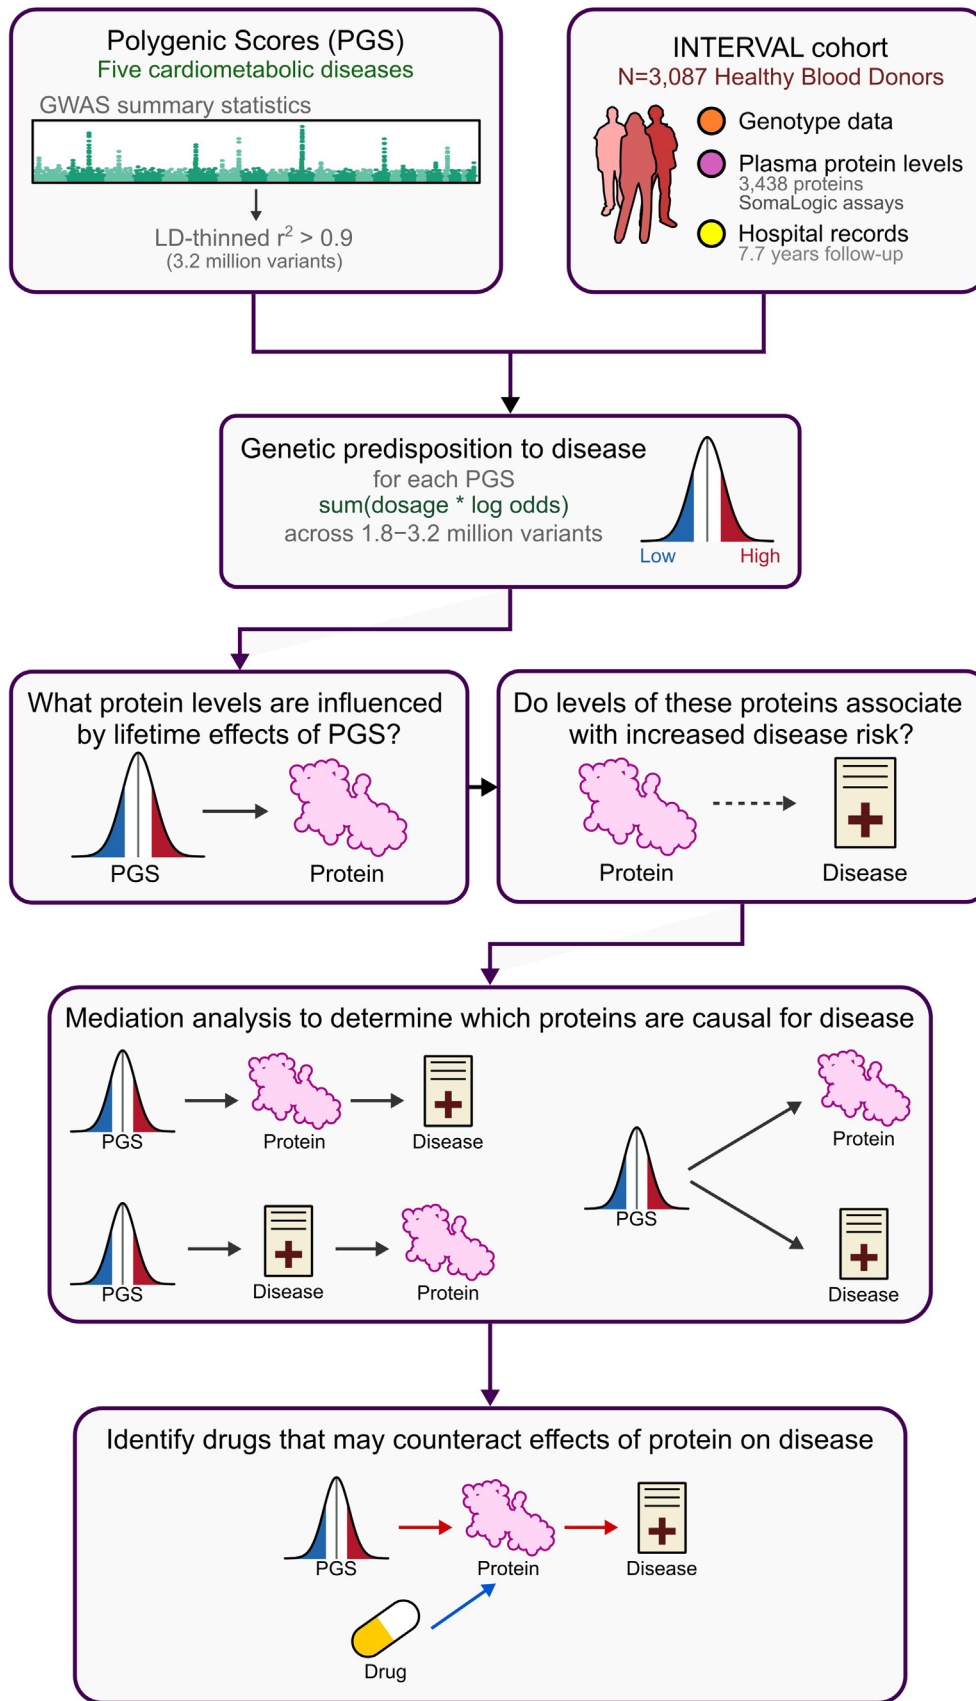 Polygenic Scores (PGS)
Five cardiometabolic diseases
GWAS summary statistics
LD-thinned r² > 0.9
(3.2 million variants)
INTERVAL cohort
N=3,087 Healthy Blood Donors
Genotype data
Plasma protein levels
3,438 proteins
SomaLogic assays
Hospital records
7.7 years follow-up
Genetic predisposition to disease
for each PGS
sum(dosage * log odds)
across 1.8−3.2 million variants
Low
High
What protein levels are influenced
by lifetime effects of PGS?
PGS
Protein
Do levels of these proteins associate
with increased disease risk?
Protein
Disease
Mediation analysis to determine which proteins are causal for disease
PGS
Protein
Disease
PGS
Disease
Protein
PGS
Protein
Disease
Identify drugs that may counteract effects of protein on disease
PGS
Protein
Disease
Drug